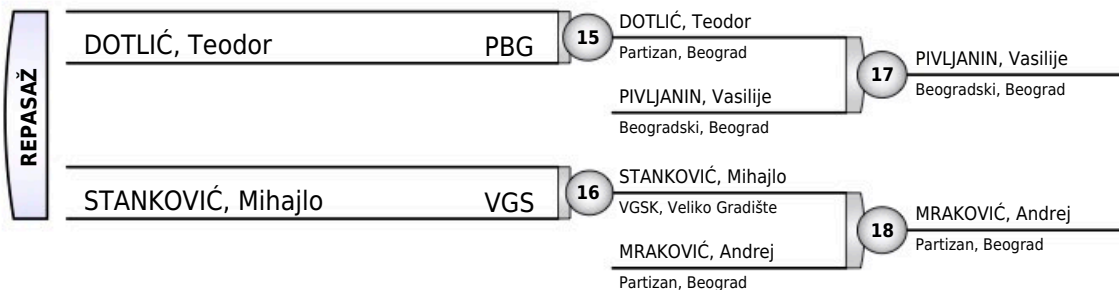 REPASAŽ
DOTLIĆ, Teodor PBG
15
DOTLIĆ, Teodor
Partizan, Beograd
PIVLJANIN, Vasilije
Beogradski, Beograd
17
PIVLJANIN, Vasilije
Beogradski, Beograd
STANKOVIĆ, Mihajlo VGS
16
STANKOVIĆ, Mihajlo
VGSK, Veliko Gradište
MRAKOVIĆ, Andrej
Partizan, Beograd
18
MRAKOVIĆ, Andrej
Partizan, Beograd